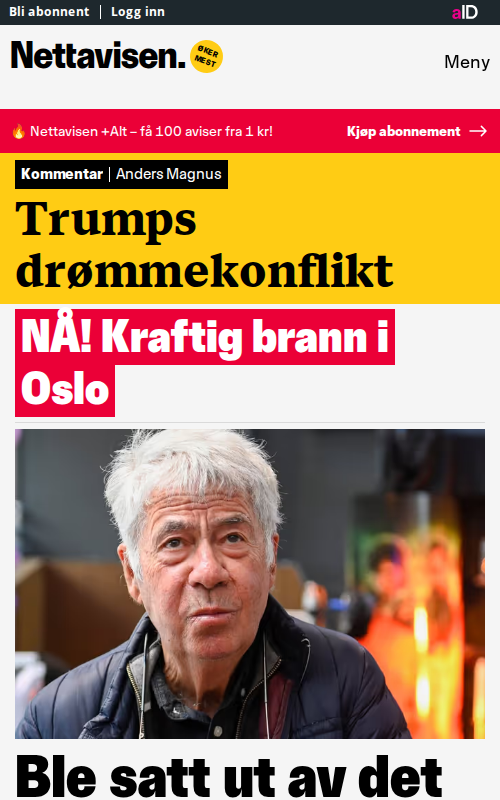 Bli abonnent | Logg inn
aID
Nettavisen.
ØKER
MEST
Meny
🔥 Nettavisen +Alt – få 100 aviser fra 1 kr!
Kjøp abonnement →
Kommentar | Anders Magnus
Trumps
drømmekonflikt
NÅ! Kraftig brann i
Oslo
Ble satt ut av det